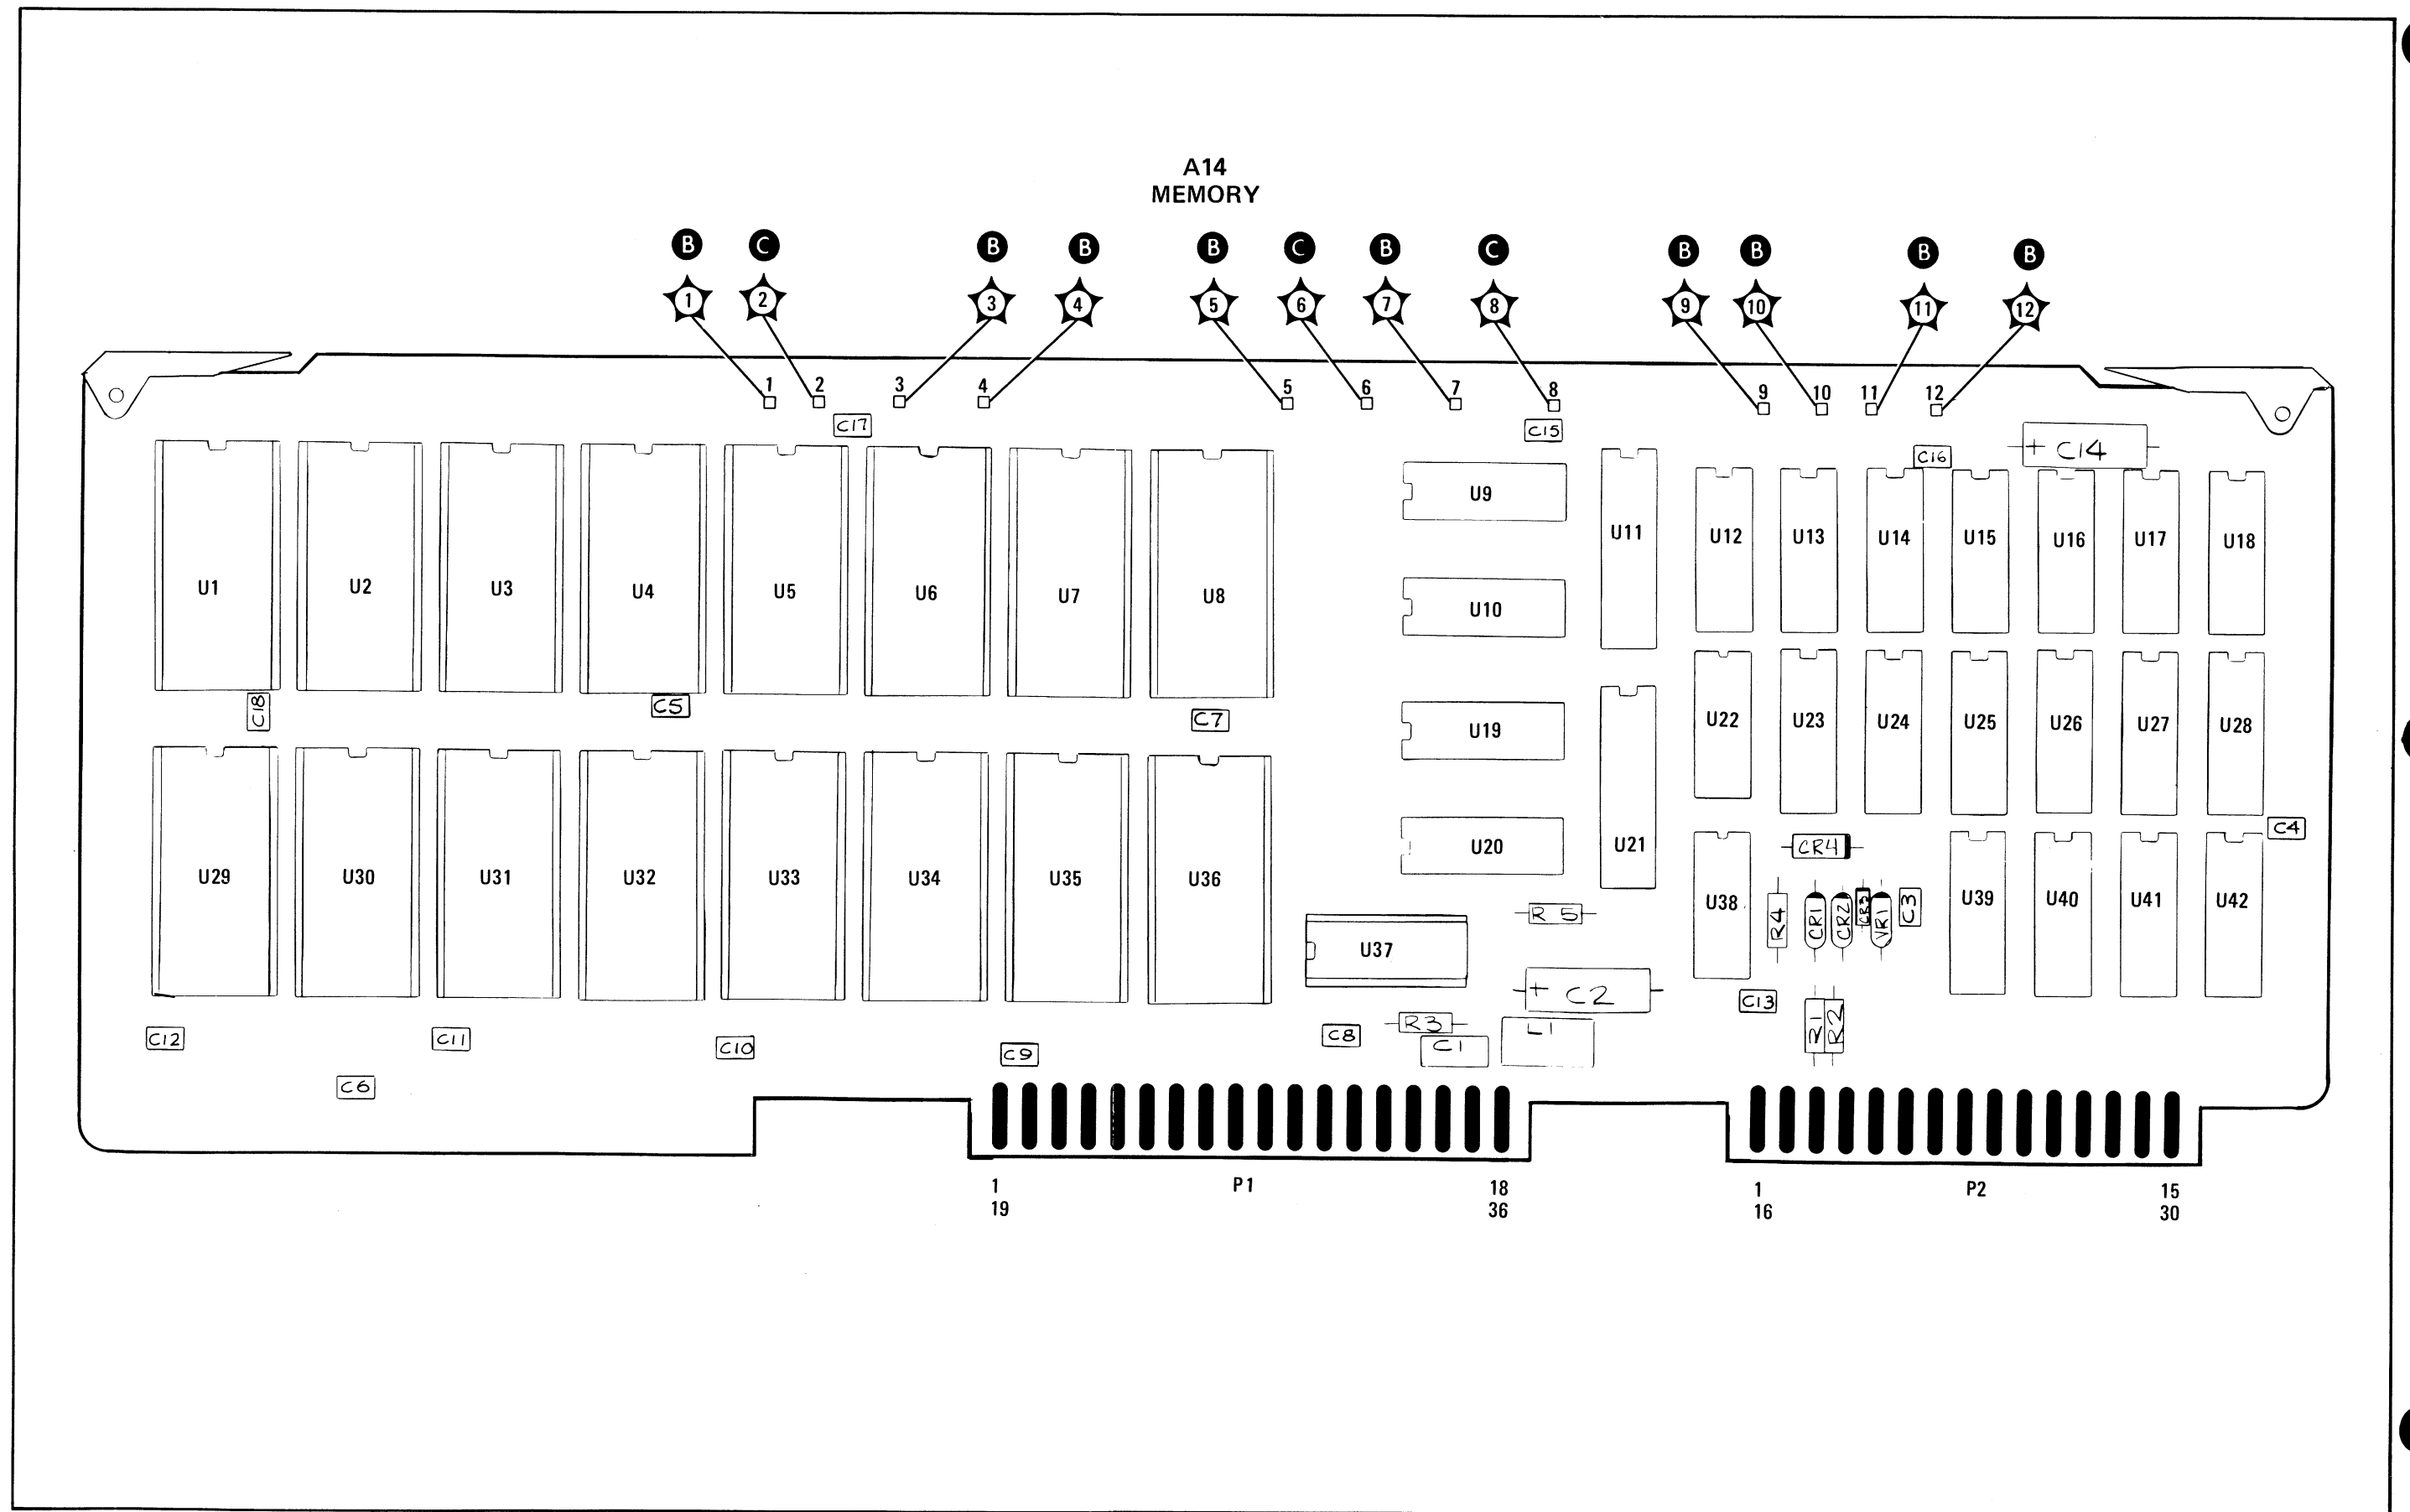 A14
MEMORY
B C B B B C B C B B B B
1 2 3 4 5 6 7 8 9 10 11 12
1 2 3 4 5 6 7 8 9 10 11 12
C17 C15 C16 + C14
U1 U2 U3 U4 U5 U6 U7 U8 U9 U10 U11 U12 U13 U14 U15 U16 U17 U18
C18 C5 C7
U19 U20 U21 U22 U23 U24 U25 U26 U27 U28
C4
CR4
U29 U30 U31 U32 U33 U34 U35 U36 U37 U38 U39 U40 U41 U42
R5 R4 CR1 CR2 CR3 VR1 C3
+ C2 C13
C12 C11 C10 C9 C8 R3 C1 L1 R1 R2
C6
1 P1 18 1 P2 15
19 36 16 30